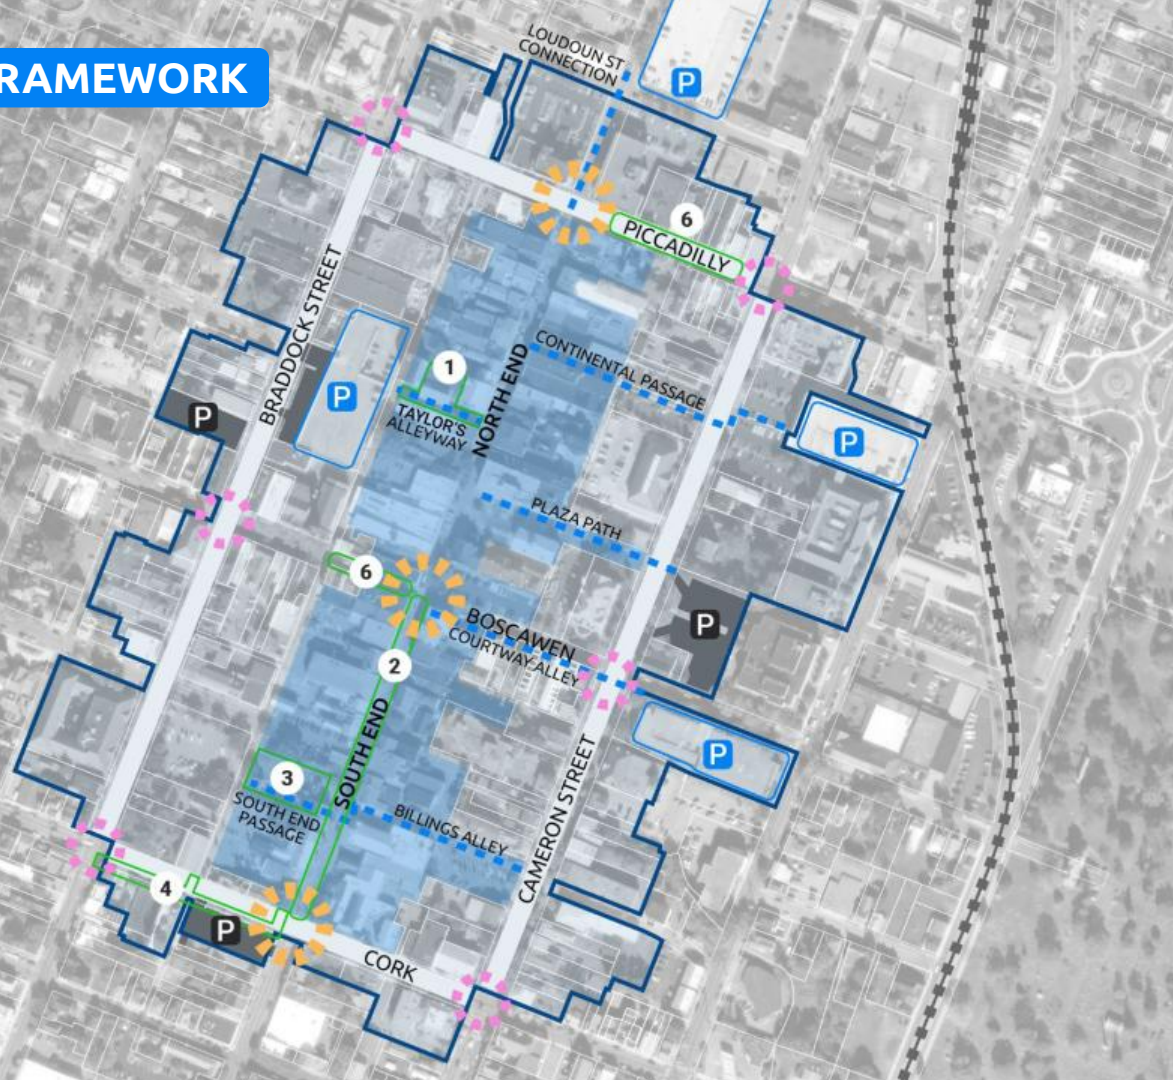 RAMEWORK
LOUDOUN ST
CONNECTION
P
6
PICCADILLY
BRADDOCK STREET
1
NORTH END
CONTINENTAL PASSAGE
P
P
TAYLOR'S
ALLEYWAY
P
PLAZA PATH
6
BOSCAWEN
COURTWAY ALLEY
P
2
SOUTH END
P
3
SOUTH END
PASSAGE
BILLINGS ALLEY
CAMERON STREET
4
P
CORK